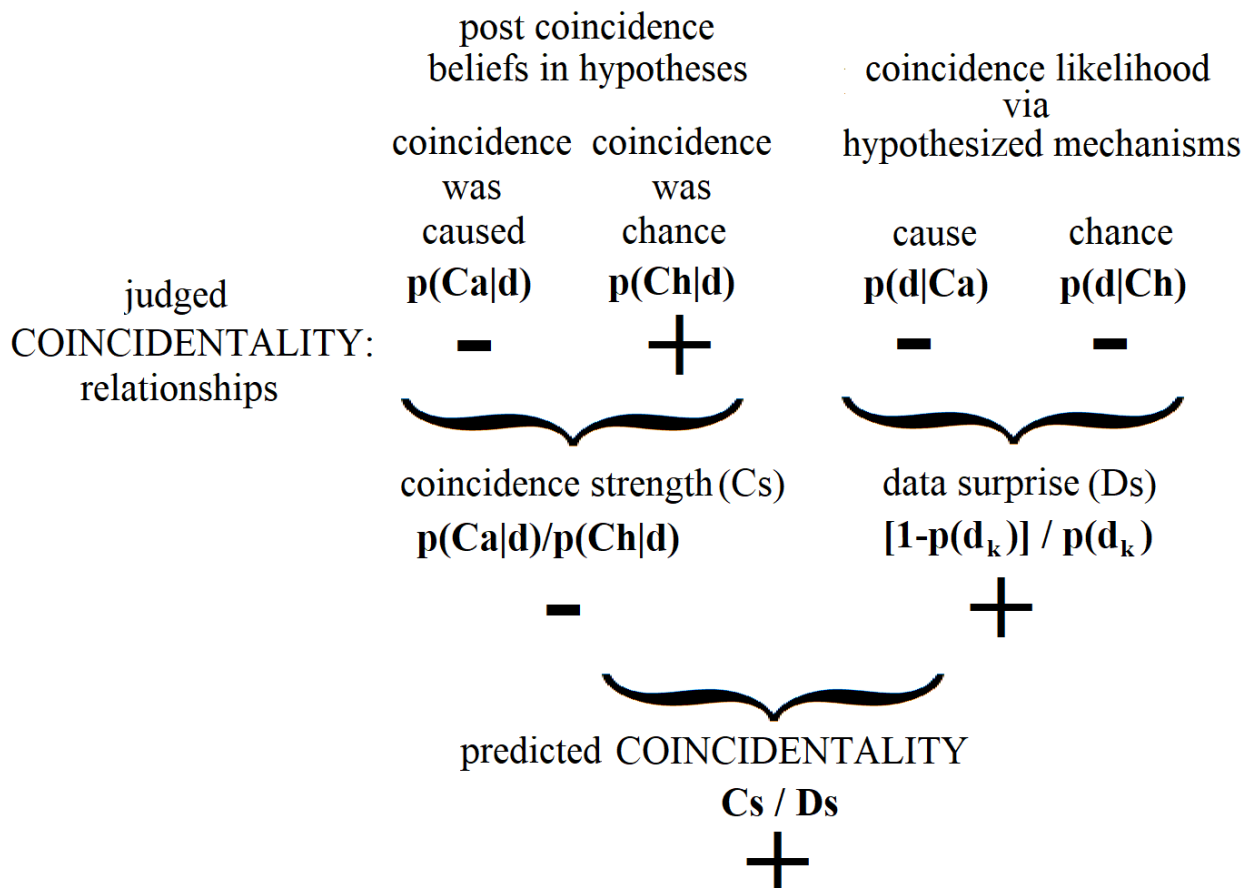 post coincidence
beliefs in hypotheses
coincidence likelihood
via
hypothesized mechanisms
coincidence
was
caused
p(Ca|d)
coincidence
was
chance
p(Ch|d)
cause
p(d|Ca)
chance
p(d|Ch)
judged
COINCIDENTALITY:
relationships
- + - -
coincidence strength (Cs)
p(Ca|d)/p(Ch|d)
data surprise (Ds)
[1-p(dₖ)] / p(dₖ)
- +
predicted COINCIDENTALITY
Cs / Ds
+